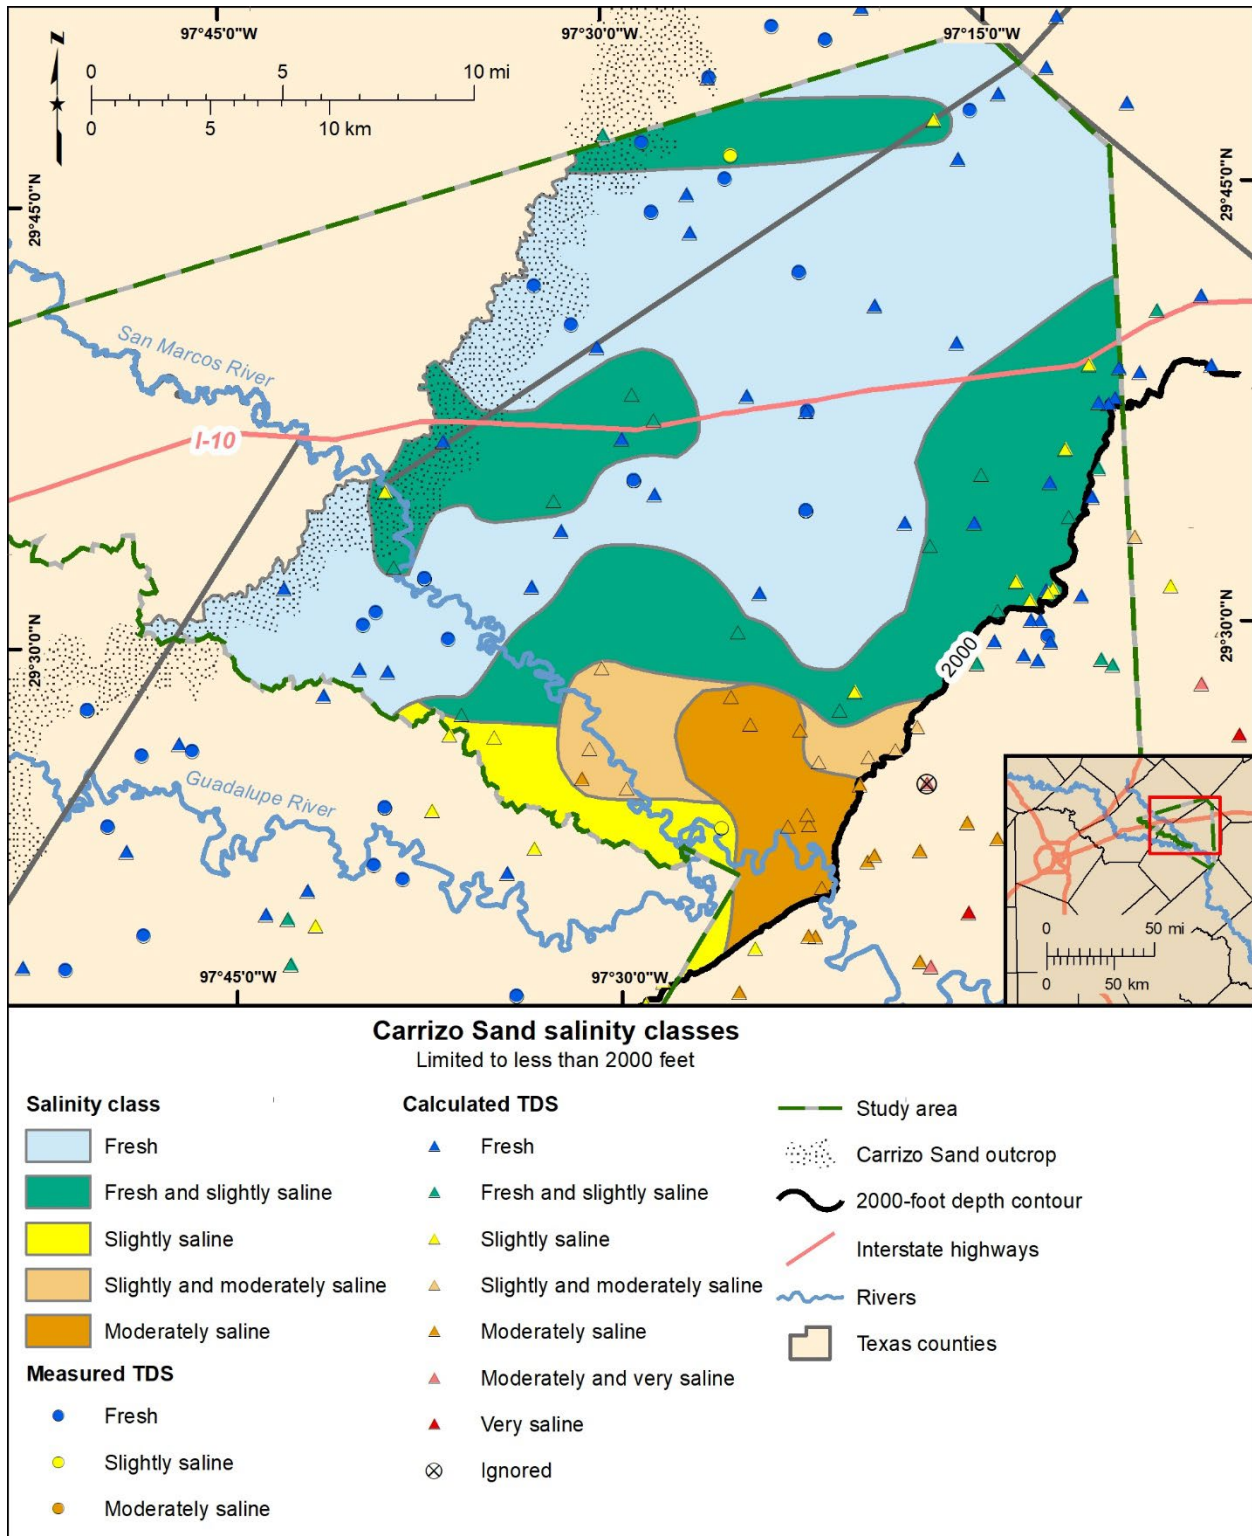 97°45'0"W
97°30'0"W
97°15'0"W
N
0 5 10 mi
0 5 10 km
29°45'0"N
29°45'0"N
San Marcos River
I-10
29°30'0"N
29°30'0"N
2000
Guadalupe River
97°45'0"W
97°30'0"W
0 50 mi
0 50 km
Carrizo Sand salinity classes
Limited to less than 2000 feet
Salinity class
Fresh
Fresh and slightly saline
Slightly saline
Slightly and moderately saline
Moderately saline
Measured TDS
Fresh
Slightly saline
Moderately saline
Calculated TDS
Fresh
Fresh and slightly saline
Slightly saline
Slightly and moderately saline
Moderately saline
Moderately and very saline
Very saline
Ignored
Study area
Carrizo Sand outcrop
2000-foot depth contour
Interstate highways
Rivers
Texas counties